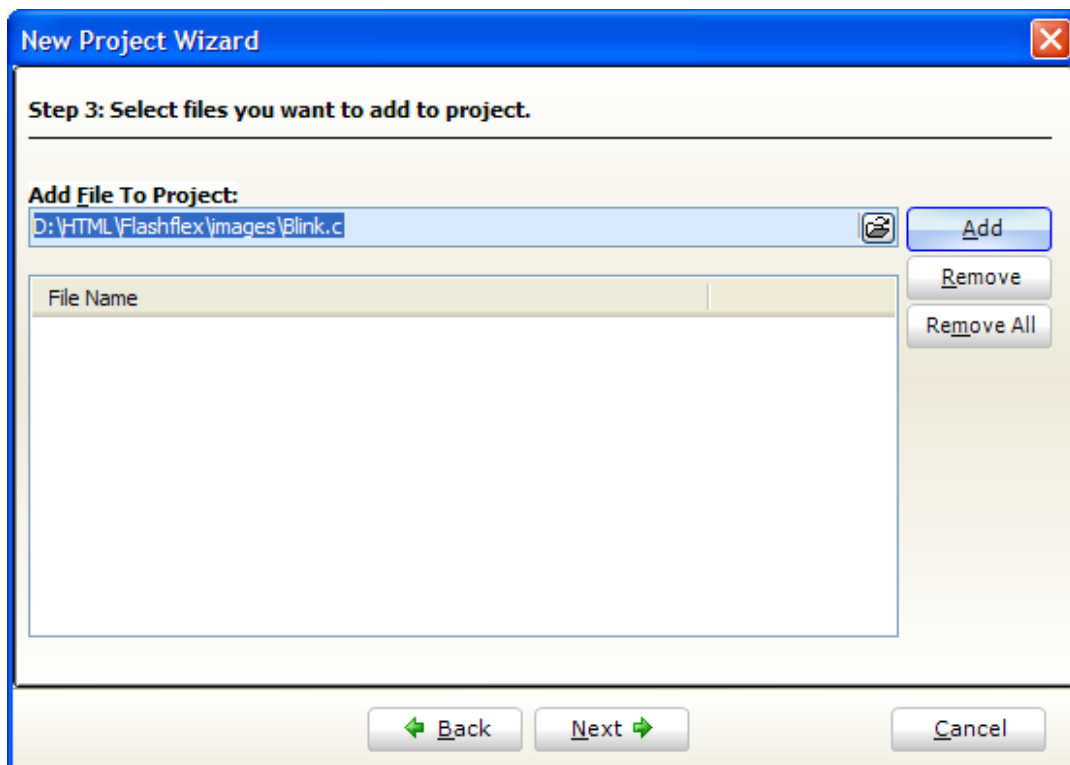 New Project Wizard
Step 3: Select files you want to add to project.
Add File To Project:
D:\HTML\Flashflex\images\Blink.c
Add
Remove
File Name
Remove All
Back
Next
Cancel